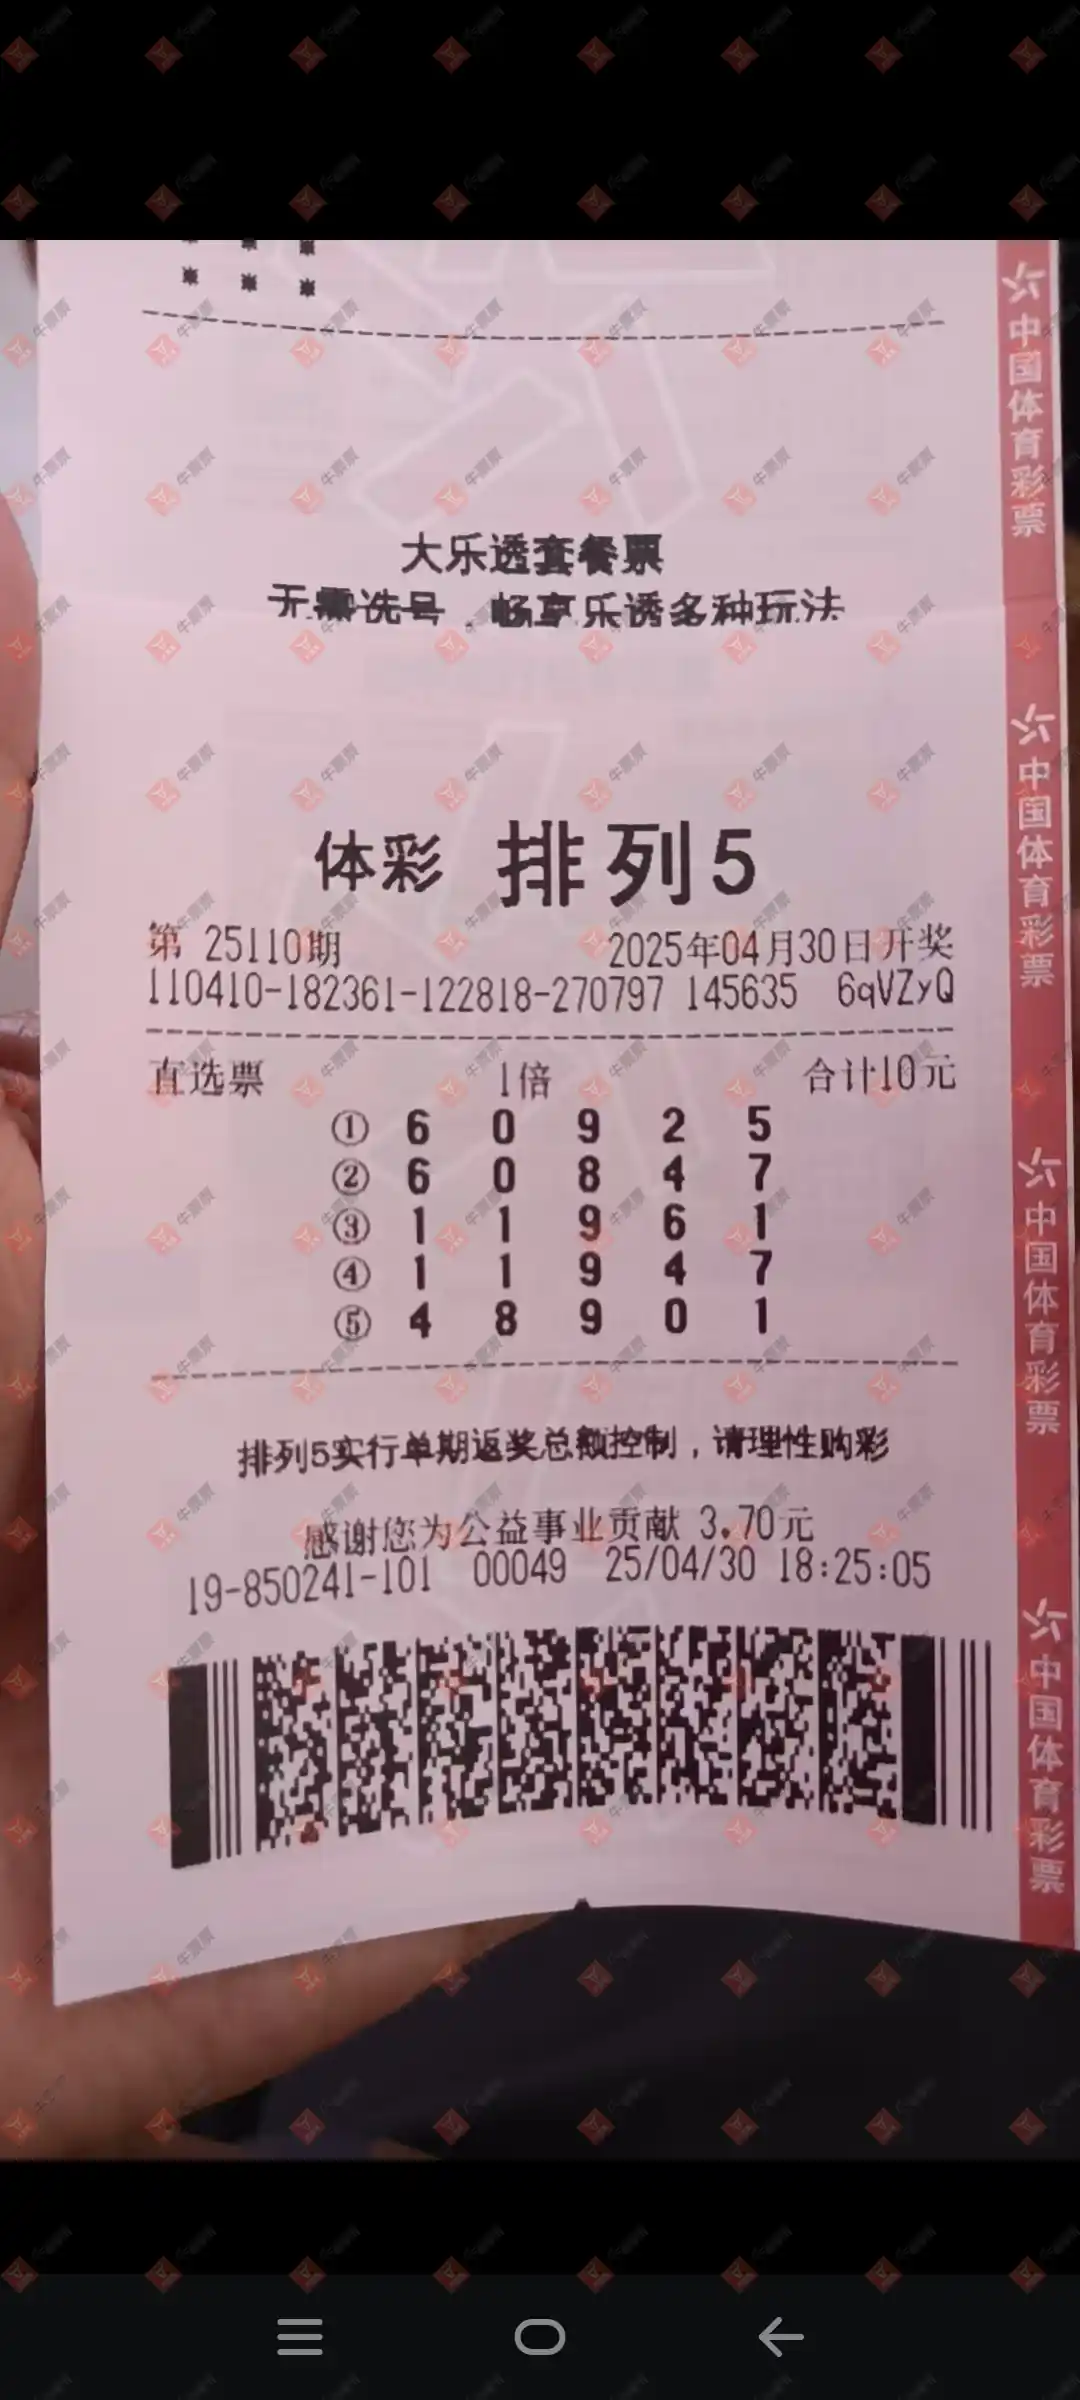 大乐透套餐票
无需选号，畅享乐透多种玩法
体彩 排列5
第 25110期 2025年04月30日开奖
110410-182361-122818-270797 145635 6qVZyQ
直选票 1倍 合计10元
① 6 0 9 2 5
② 6 0 8 4 7
③ 1 1 9 6 1
④ 1 1 9 4 7
⑤ 4 8 9 0 1
排列5实行单期返奖总额控制，请理性购彩
感谢您为公益事业贡献 3.70元
19-850241-101 00049 25/04/30 18:25:05
中国体育彩票
中国体育彩票
中国体育彩票
中国体育彩票
牛票票